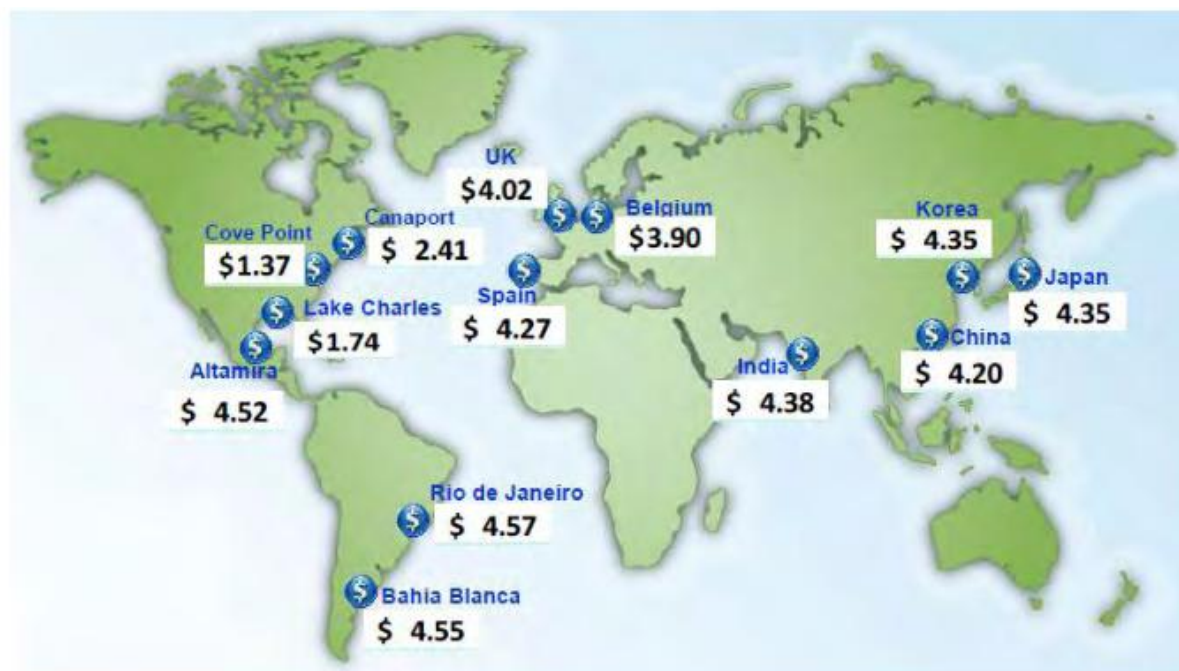 UK
$4.02
Belgium
$3.90
Korea
$ 4.35
Canaport
$ 2.41
Cove Point
$1.37
Japan
$ 4.35
Spain
$ 4.27
Lake Charles
$1.74
China
$ 4.20
India
$ 4.38
Altamira
$ 4.52
Rio de Janeiro
$ 4.57
Bahia Blanca
$ 4.55